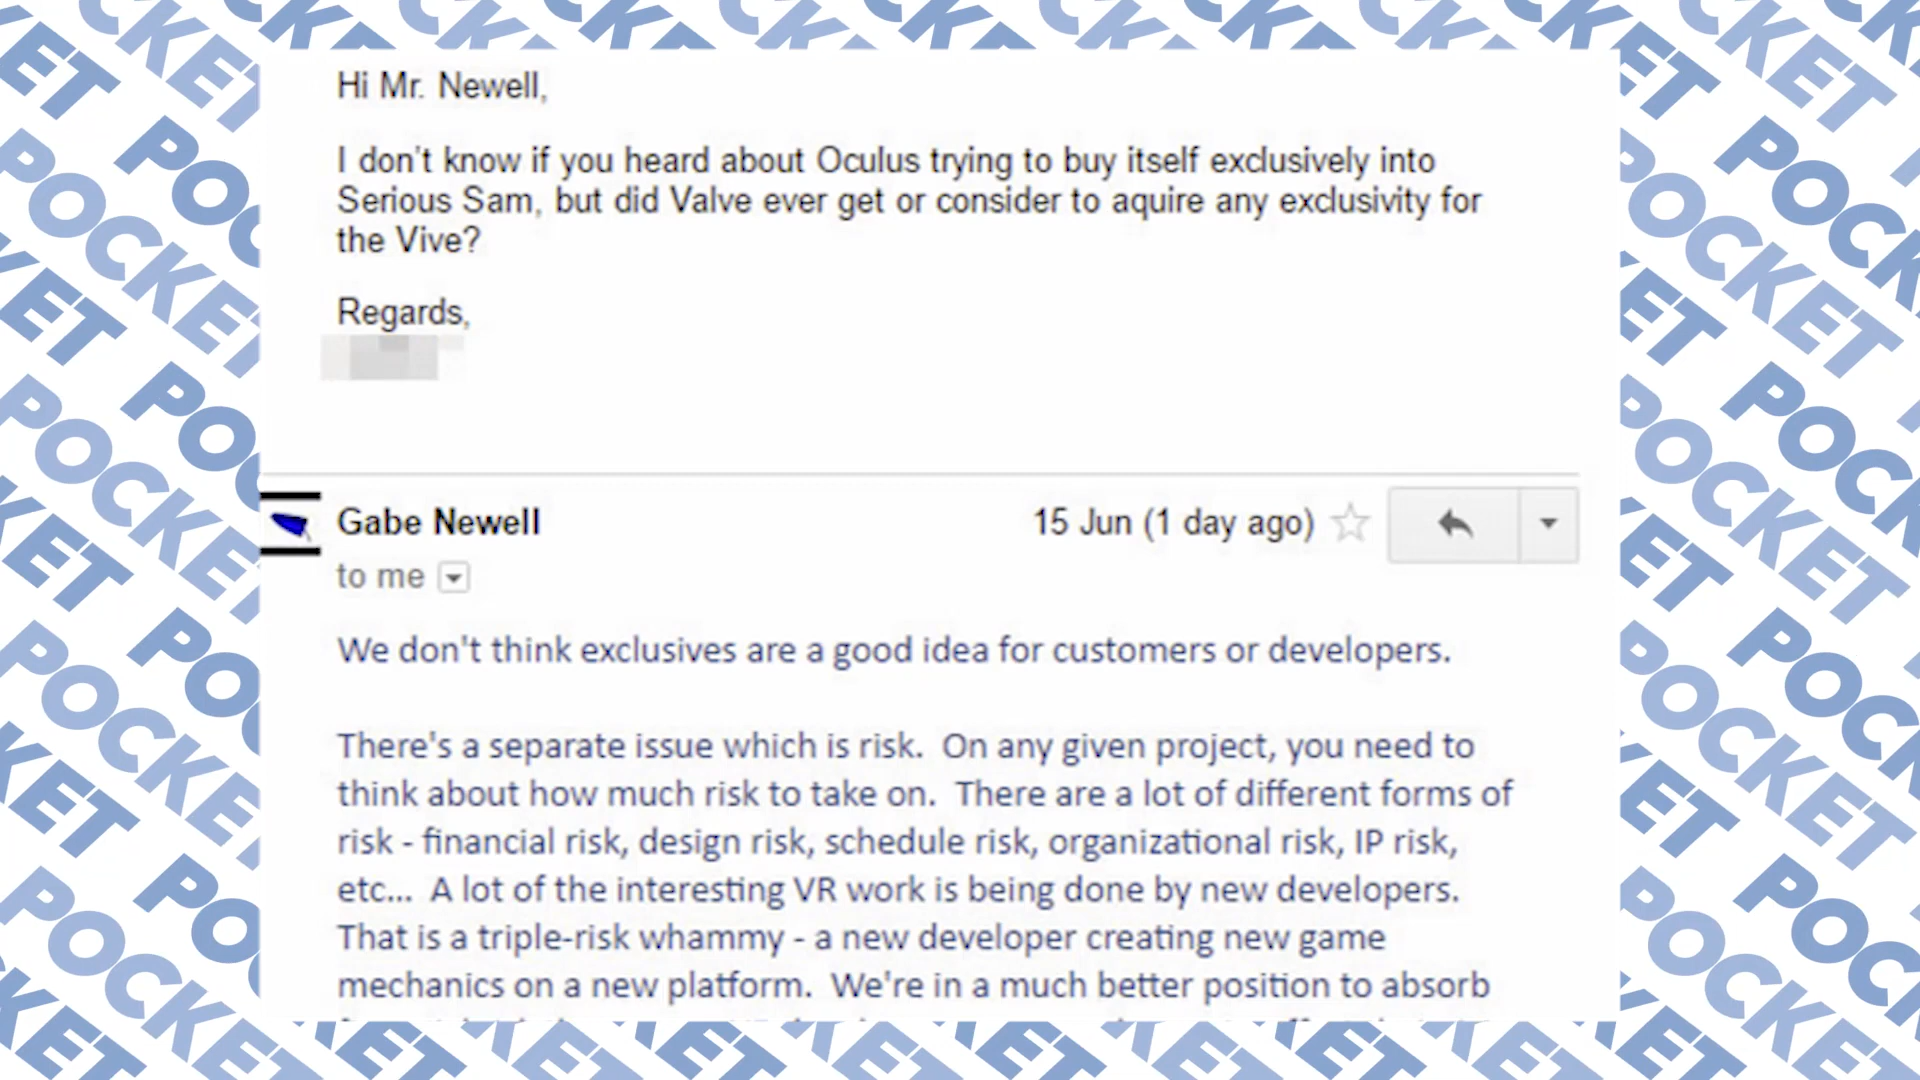 Hi Mr. Newell,
I don't know if you heard about Oculus trying to buy itself exclusively into
Serious Sam, but did Valve ever get or consider to aquire any exclusivity for
the Vive?
Regards,
Gabe Newell
15 Jun (1 day ago)
to me
We don't think exclusives are a good idea for customers or developers.
There's a separate issue which is risk.  On any given project, you need to
think about how much risk to take on.  There are a lot of different forms of
risk - financial risk, design risk, schedule risk, organizational risk, IP risk,
etc...  A lot of the interesting VR work is being done by new developers.
That is a triple-risk whammy - a new developer creating new game
mechanics on a new platform.  We're in a much better position to absorb
POCKET